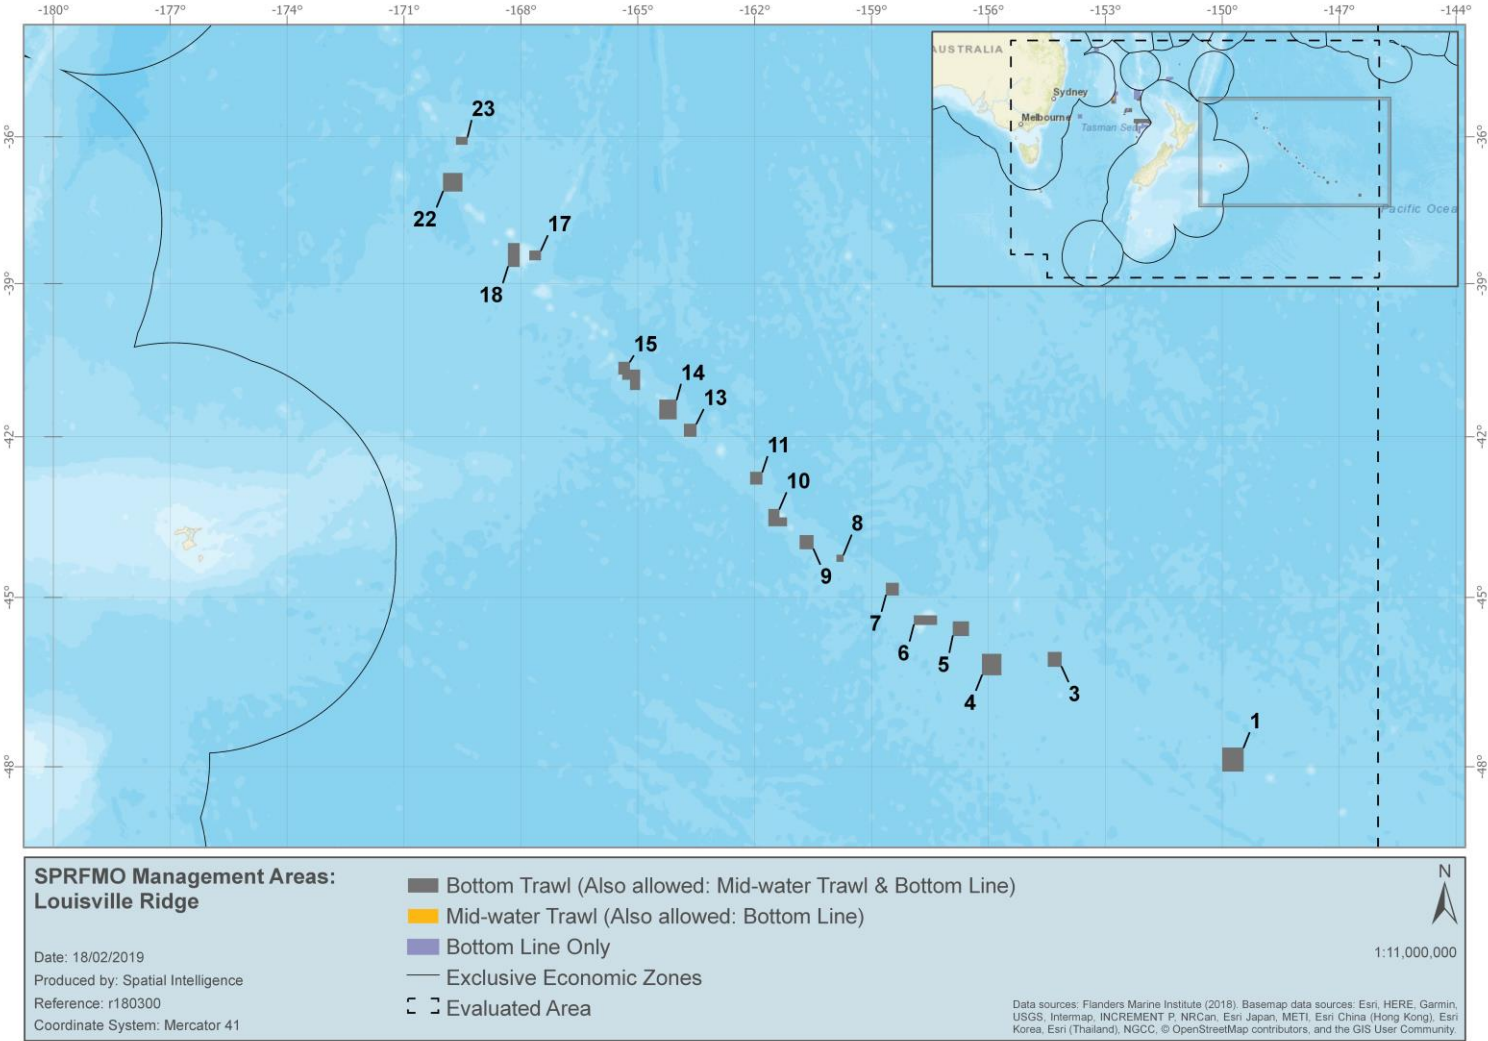 -180° -177° -174° -171° -168° -165° -162° -159° -156° -153° -150° -147° -144°
AUSTRALIA
Sydney
Melbourne
Tasman Sea
Pacific Ocea
-36° -36°
-39° -39°
-42° -42°
-45° -45°
-48° -48°
23
22
17
18
15
14
13
11
10
8
9
7
6
5
4
3
1
SPRFMO Management Areas:
Louisville Ridge
Date: 18/02/2019
Produced by: Spatial Intelligence
Reference: r180300
Coordinate System: Mercator 41
Bottom Trawl (Also allowed: Mid-water Trawl & Bottom Line)
Mid-water Trawl (Also allowed: Bottom Line)
Bottom Line Only
Exclusive Economic Zones
Evaluated Area
N
1:11,000,000
Data sources: Flanders Marine Institute (2018). Basemap data sources: Esri, HERE, Garmin,
USGS, Intermap, INCREMENT P, NRCan, Esri Japan, METI, Esri China (Hong Kong), Esri
Korea, Esri (Thailand), NGCC, © OpenStreetMap contributors, and the GIS User Community.